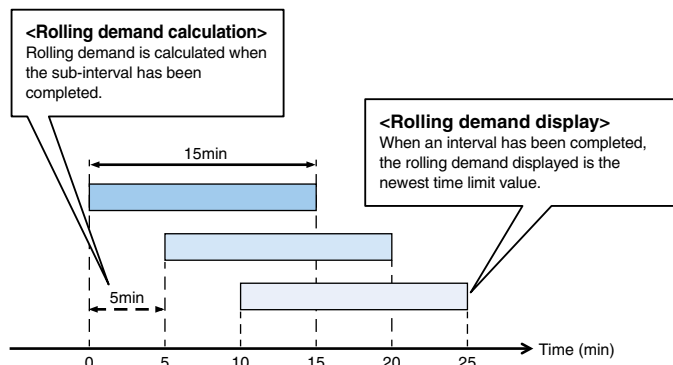 <Rolling demand calculation>
Rolling demand is calculated when
the sub-interval has been
completed.
<Rolling demand display>
When an interval has been completed,
the rolling demand displayed is the
newest time limit value.
15min
5min
0 5 10 15 20 25
Time (min)